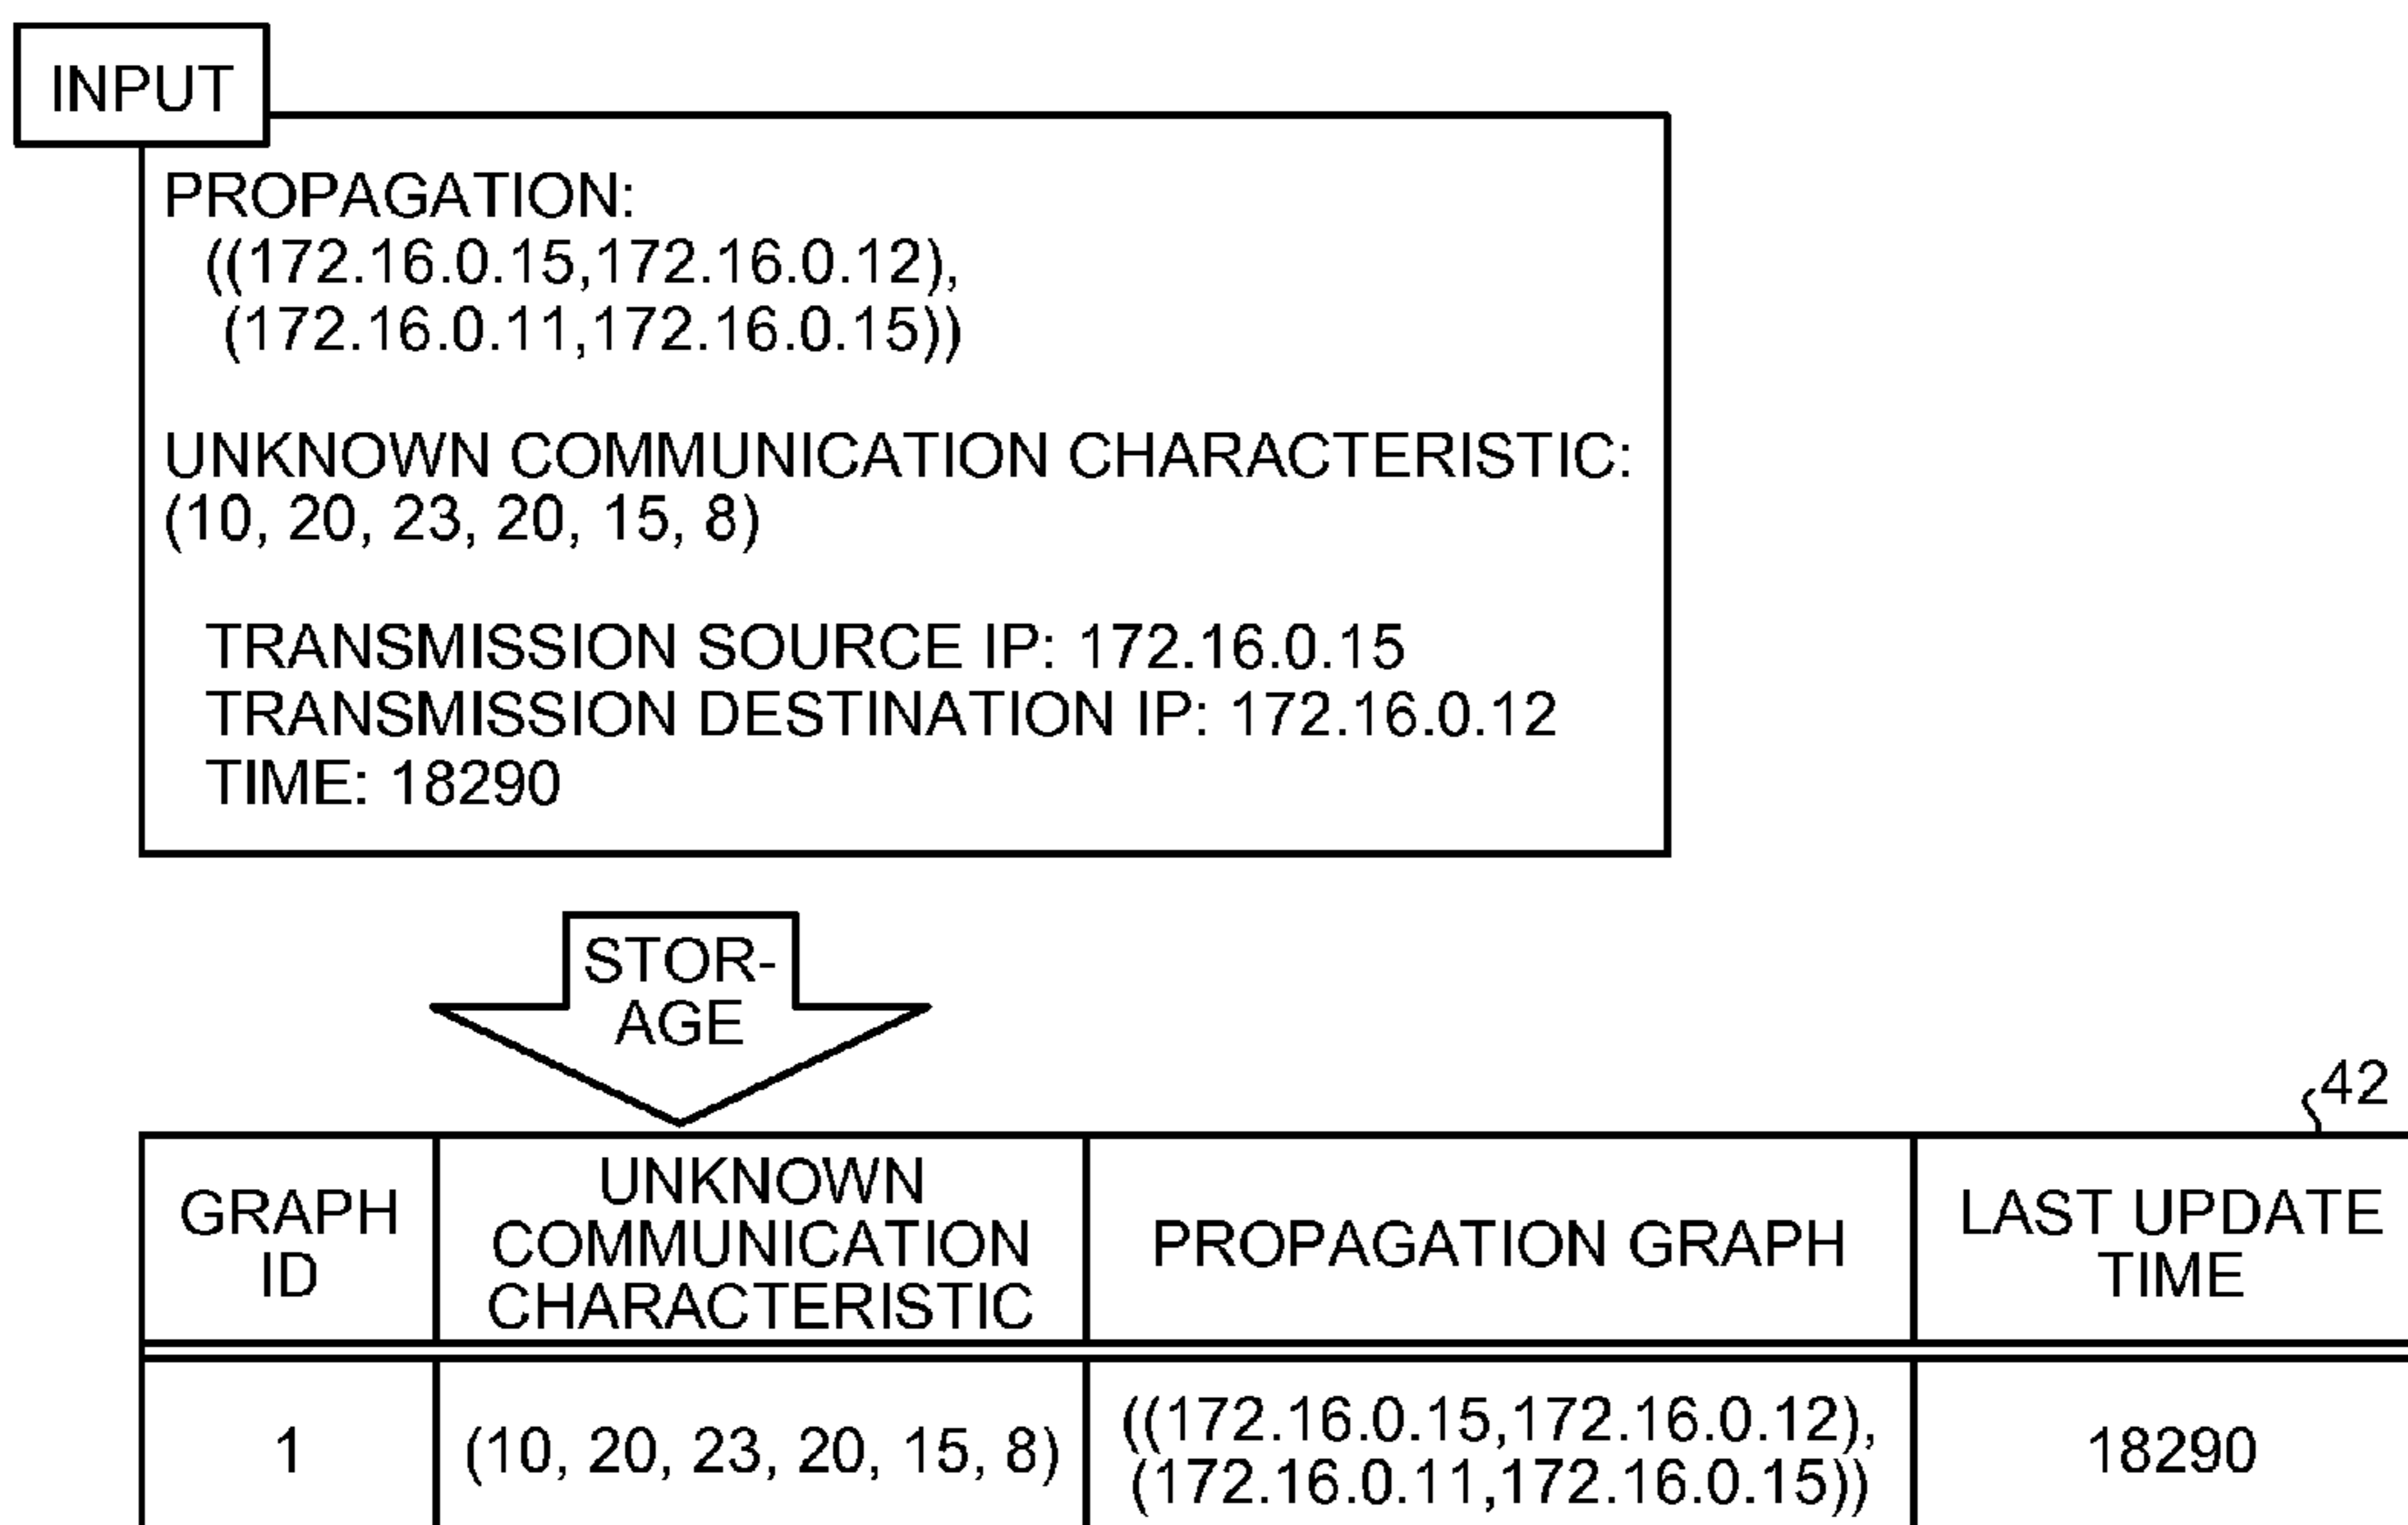 INPUT
PROPAGATION:
((172.16.0.15,172.16.0.12),
(172.16.0.11,172.16.0.15))
UNKNOWN COMMUNICATION CHARACTERISTIC:
(10, 20, 23, 20, 15, 8)
TRANSMISSION SOURCE IP: 172.16.0.15
TRANSMISSION DESTINATION IP: 172.16.0.12
TIME: 18290
STOR-
AGE
42
GRAPH
ID
UNKNOWN
COMMUNICATION
CHARACTERISTIC
PROPAGATION GRAPH
LAST UPDATE
TIME
1
(10, 20, 23, 20, 15, 8)
((172.16.0.15,172.16.0.12),
(172.16.0.11,172.16.0.15))
18290